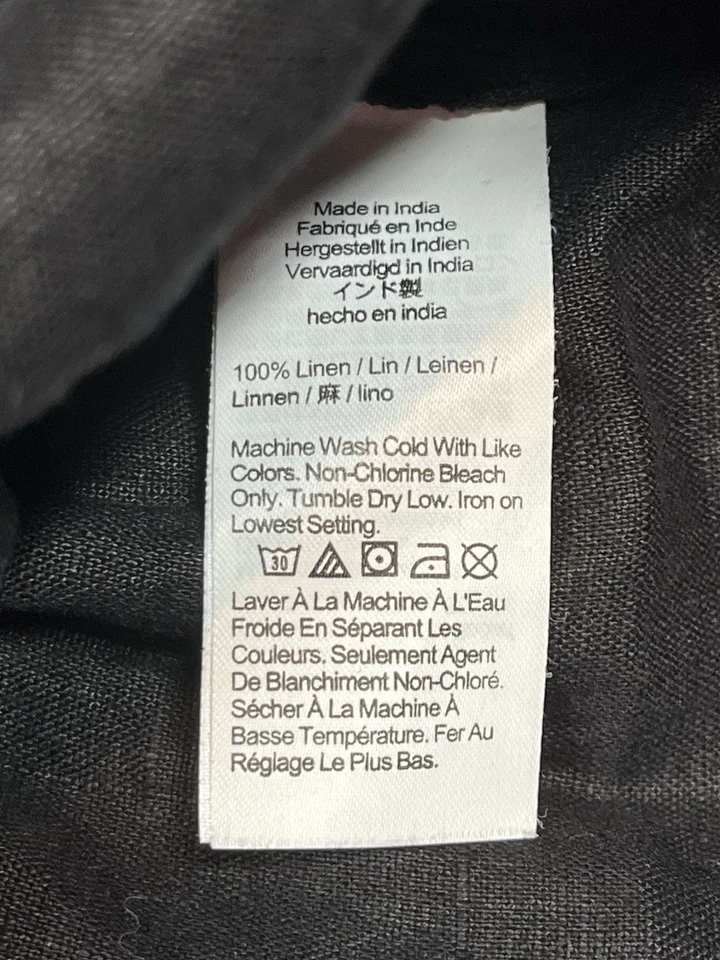 Made in India
Fabriqué en Inde
Hergestellt in Indien
Vervaardigd in India
インド製
hecho en india
100% Linen / Lin / Leinen /
Linnen / 麻 / lino
Machine Wash Cold With Like
Colors. Non-Chlorine Bleach
Only. Tumble Dry Low. Iron on
Lowest Setting.
30
Laver À La Machine À L'Eau
Froide En Séparant Les
Couleurs. Seulement Agent
De Blanchiment Non-Chloré.
Sécher À La Machine À
Basse Température. Fer Au
Réglage Le Plus Bas.